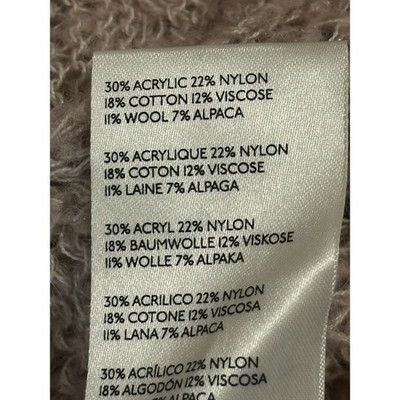 30% ACRYLIC 22% NYLON
18% COTTON 12% VISCOSE
11% WOOL 7% ALPACA
30% ACRYLIQUE 22% NYLON
18% COTON 12% VISCOSE
11% LAINE 7% ALPAGA
30% ACRYL 22% NYLON
18% BAUMWOLLE 12% VISKOSE
11% WOLLE 7% ALPAKA
30% ACRILICO 22% NYLON
18% COTONE 12% VISCOSA
11% LANA 7% ALPACA
30% ACRÍLICO 22% NYLON
18% ALGODÓN 12% VISCOSA